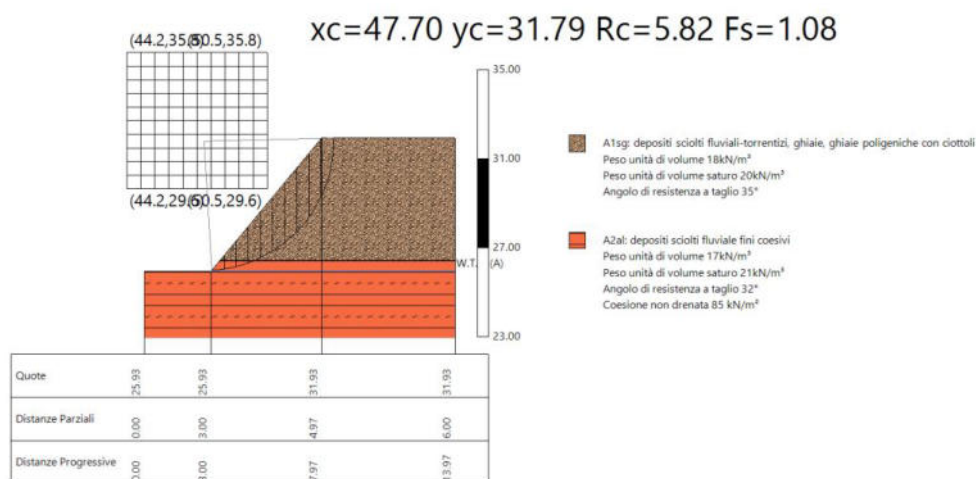 xc=47.70 yc=31.79 Rc=5.82 Fs=1.08
(44.2,35.8)
(50.5,35.8)
(44.2,29.6)
(50.5,29.6)
35.00
31.00
27.00
23.00
W.T. (A)
A1sg: depositi sciolti fluviali-torrentizi, ghiaie, ghiaie poligeniche con ciottoli
Peso unità di volume 18kN/m³
Peso unità di volume saturo 20kN/m³
Angolo di resistenza a taglio 35°
A2al: depositi sciolti fluviale fini coesivi
Peso unità di volume 17kN/m³
Peso unità di volume saturo 21kN/m³
Angolo di resistenza a taglio 32°
Coesione non drenata 85 kN/m²
Quote 25.93 25.93 31.93 31.93
Distanze Parziali 0.00 3.00 4.97 6.00
Distanze Progressive 0.00 3.00 7.97 13.97